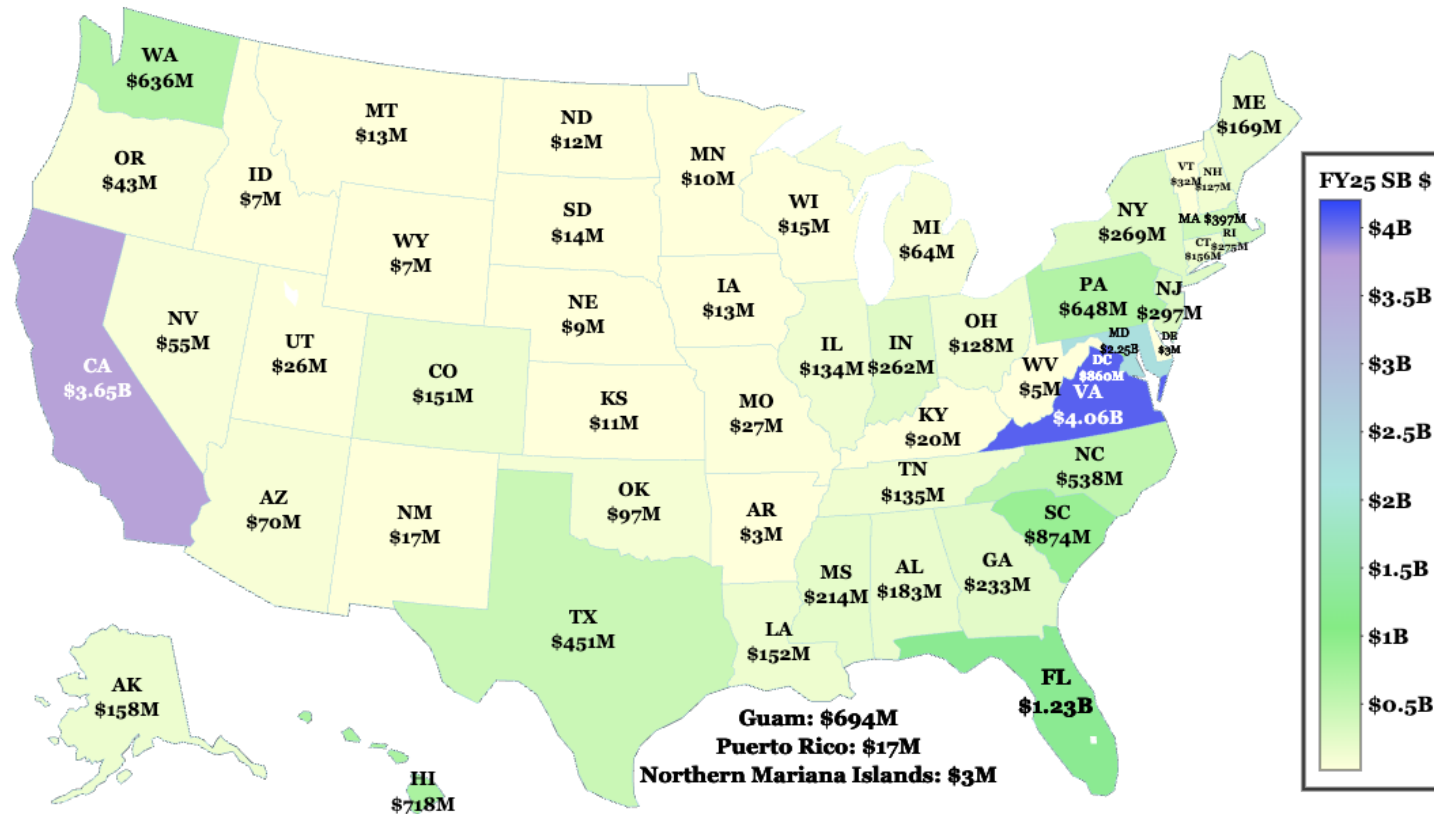 WA
$636M
OR
$43M
CA
$3.65B
NV
$55M
ID
$7M
MT
$13M
WY
$7M
UT
$26M
CO
$151M
AZ
$70M
NM
$17M
ND
$12M
SD
$14M
NE
$9M
KS
$11M
OK
$97M
TX
$451M
MN
$10M
IA
$13M
MO
$27M
AR
$3M
LA
$152M
WI
$15M
IL
$134M
MI
$64M
IN
$262M
OH
$128M
KY
$20M
TN
$135M
MS
$214M
AL
$183M
GA
$233M
FL
$1.23B
SC
$874M
NC
$538M
VA
$4.06B
WV
$5M
DC
$860M
MD
$2.25B
DE
$3M
PA
$648M
NJ
$297M
NY
$269M
CT
$156M
RI
$275M
MA $397M
VT
$32M
NH
$127M
ME
$169M
AK
$158M
HI
$718M
Guam: $694M
Puerto Rico: $17M
Northern Mariana Islands: $3M
FY25 SB $
$4B
$3.5B
$3B
$2.5B
$2B
$1.5B
$1B
$0.5B